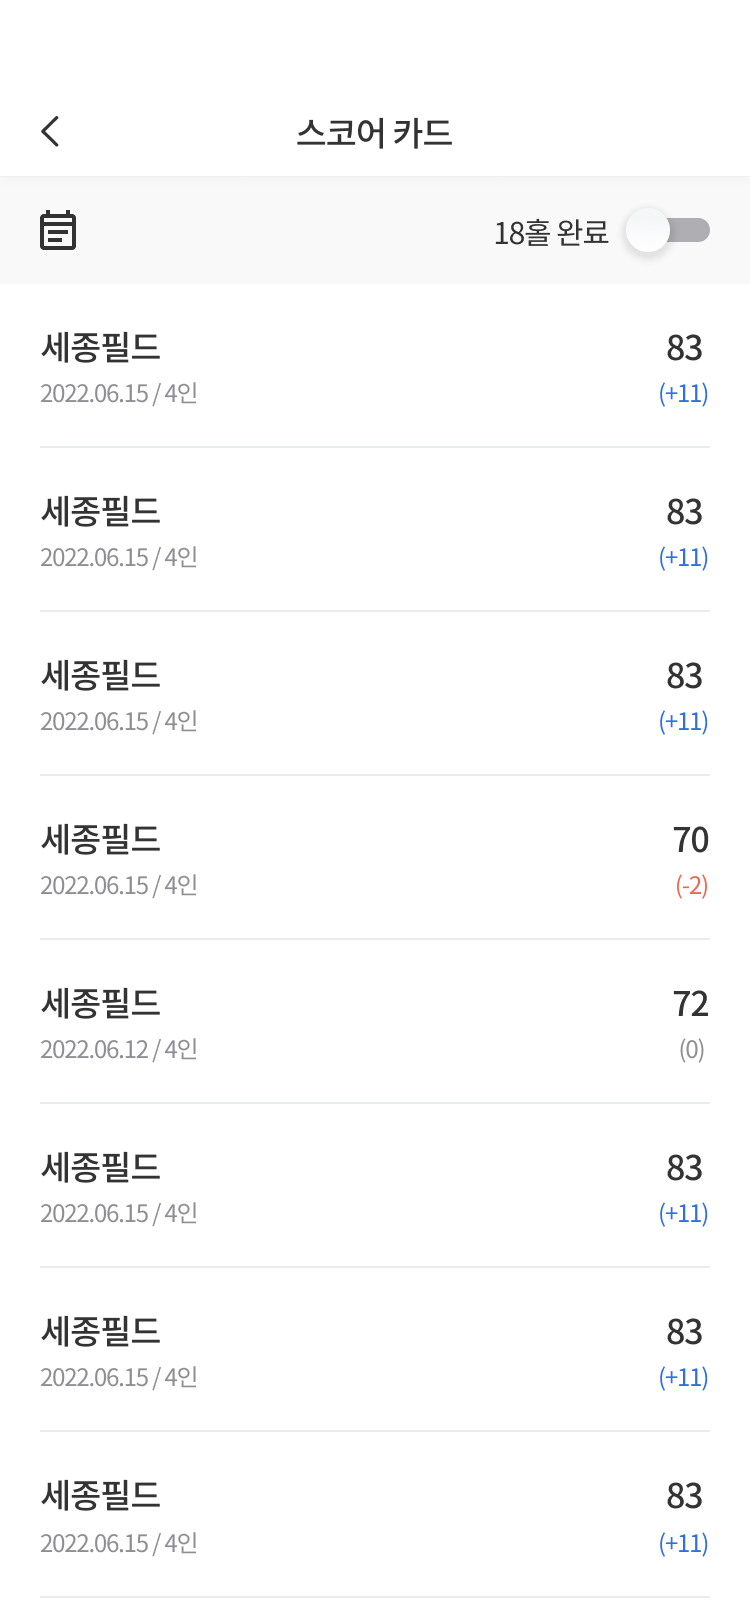 스코어 카드
18홀 완료
세종필드 83
2022.06.15 / 4인 (+11)
세종필드 83
2022.06.15 / 4인 (+11)
세종필드 83
2022.06.15 / 4인 (+11)
세종필드 70
2022.06.15 / 4인 (-2)
세종필드 72
2022.06.12 / 4인 (0)
세종필드 83
2022.06.15 / 4인 (+11)
세종필드 83
2022.06.15 / 4인 (+11)
세종필드 83
2022.06.15 / 4인 (+11)